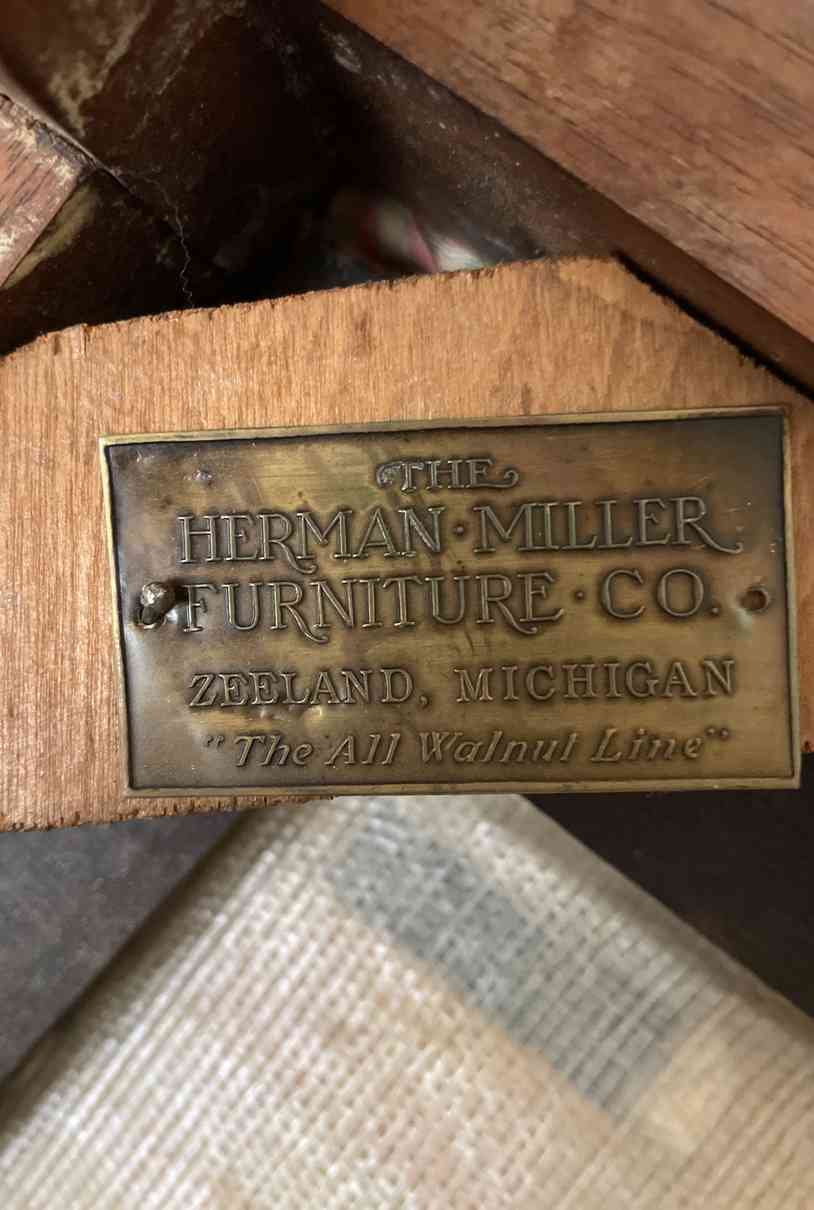 THE
HERMAN · MILLER
FURNITURE · CO.
ZEELAND, MICHIGAN
"The All Walnut Line"